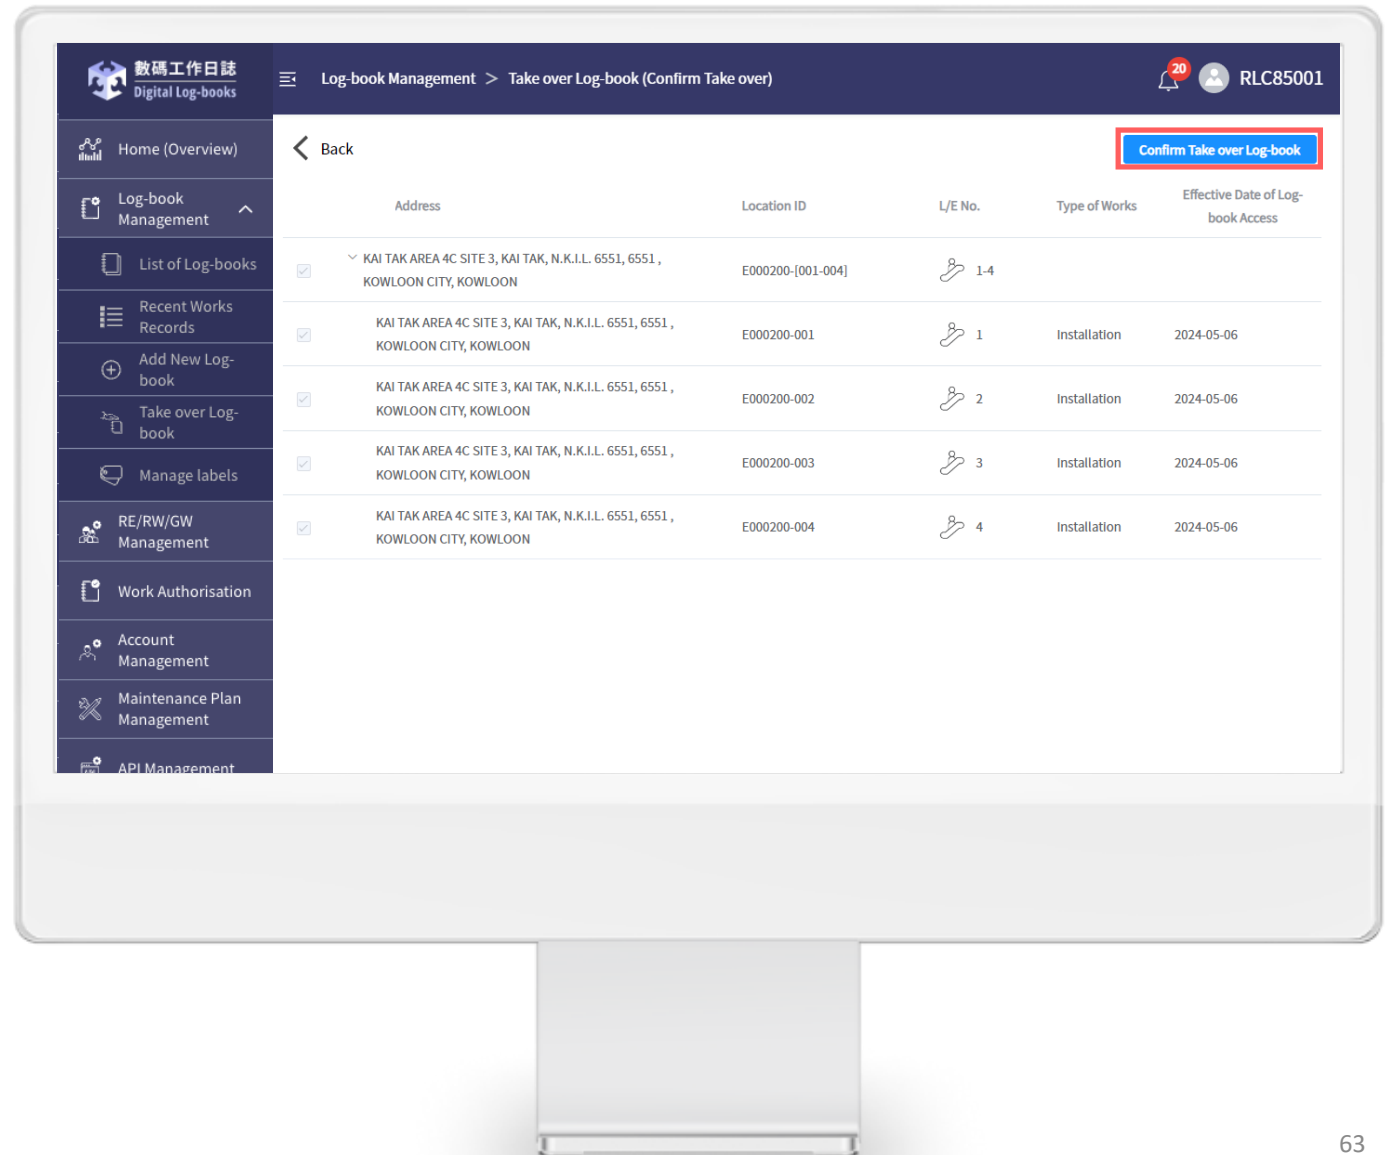 數碼工作日誌
Digital Log-books
Log-book Management > Take over Log-book (Confirm Take over)
20
RLC85001
Home (Overview)
Log-book
Management
List of Log-books
Recent Works
Records
Add New Log-
book
Take over Log-
book
Manage labels
RE/RW/GW
Management
Work Authorisation
Account
Management
Maintenance Plan
Management
API Management
Back
Confirm Take over Log-book
Address
Location ID
L/E No.
Type of Works
Effective Date of Log-
book Access
KAI TAK AREA 4C SITE 3, KAI TAK, N.K.I.L. 6551, 6551 ,
KOWLOON CITY, KOWLOON
E000200-[001-004]
1-4
KAI TAK AREA 4C SITE 3, KAI TAK, N.K.I.L. 6551, 6551 ,
KOWLOON CITY, KOWLOON
E000200-001
1
Installation
2024-05-06
KAI TAK AREA 4C SITE 3, KAI TAK, N.K.I.L. 6551, 6551 ,
KOWLOON CITY, KOWLOON
E000200-002
2
Installation
2024-05-06
KAI TAK AREA 4C SITE 3, KAI TAK, N.K.I.L. 6551, 6551 ,
KOWLOON CITY, KOWLOON
E000200-003
3
Installation
2024-05-06
KAI TAK AREA 4C SITE 3, KAI TAK, N.K.I.L. 6551, 6551 ,
KOWLOON CITY, KOWLOON
E000200-004
4
Installation
2024-05-06
63